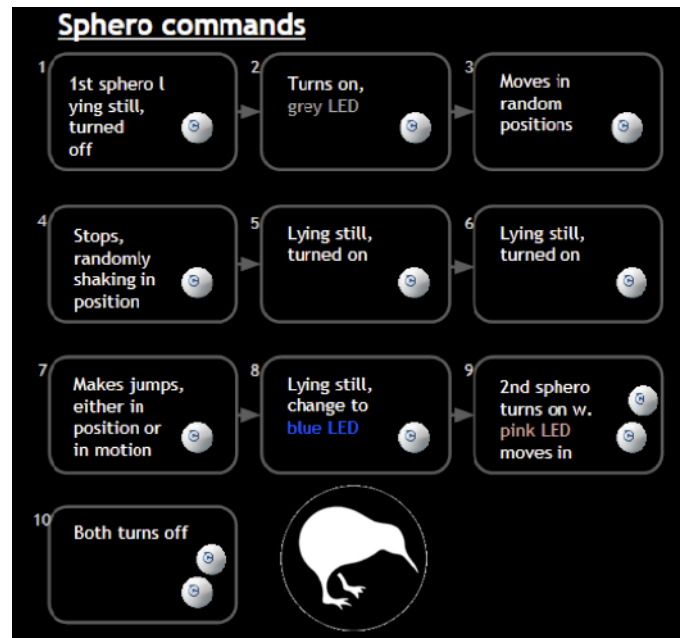 Sphero commands
1
1st sphero l
ying still,
turned
off
2
Turns on,
grey LED
3
Moves in
random
positions
4
Stops,
randomly
shaking in
position
5
Lying still,
turned on
6
Lying still,
turned on
7
Makes jumps,
either in
position or
in motion
8
Lying still,
change to
blue LED
9
2nd sphero
turns on w.
pink LED
moves in
10
Both turns off